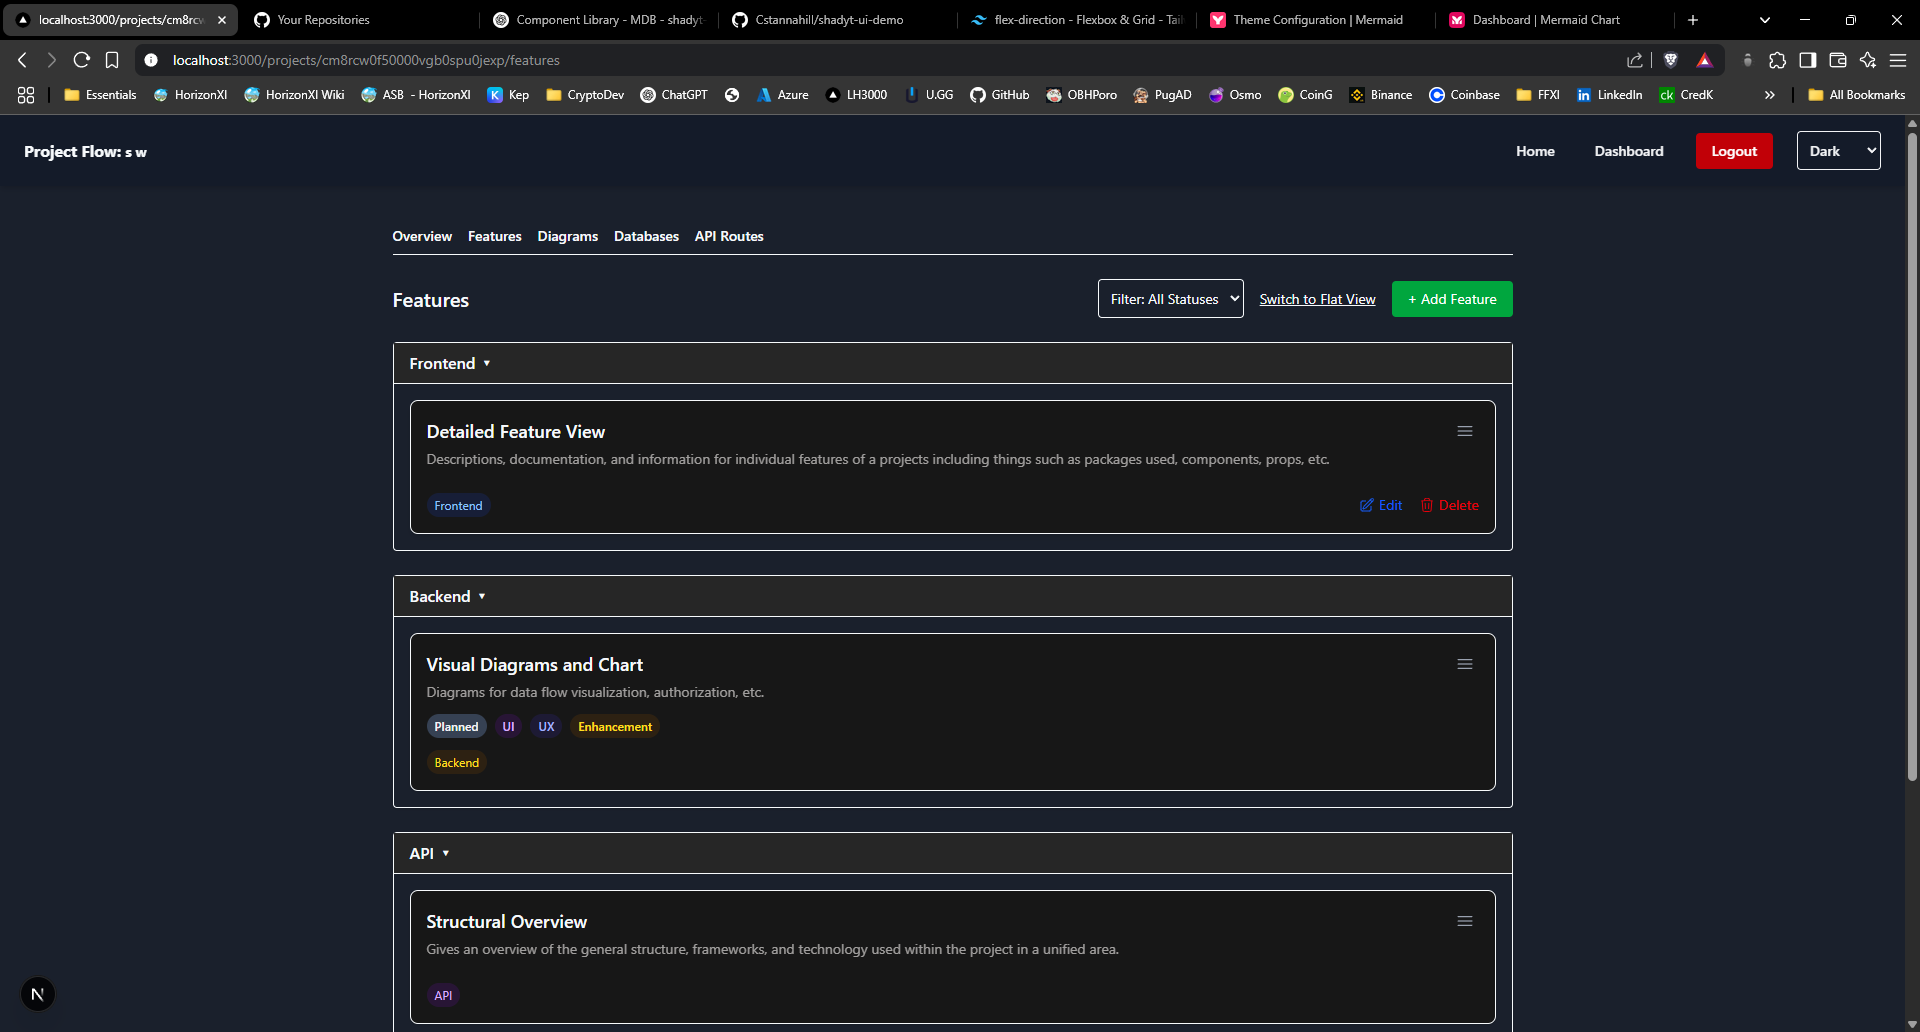 localhost:3000/projects/cm8rcw
Your Repositories
Component Library - MDB - shadyt-
Cstannahill/shadyt-ui-demo
flex-direction - Flexbox & Grid - Tail
Theme Configuration | Mermaid
Dashboard | Mermaid Chart
localhost:3000/projects/cm8rcw0f50000vgb0spu0jexp/features
Essentials
HorizonXI
HorizonXI Wiki
ASB - HorizonXI
Kep
CryptoDev
ChatGPT
Azure
LH3000
U.GG
GitHub
OBHPoro
PugAD
Osmo
CoinG
Binance
Coinbase
FFXI
LinkedIn
ck CredK
All Bookmarks
Project Flow: s w
Home
Dashboard
Logout
Dark
Overview Features Diagrams Databases API Routes
Features
Filter: All Statuses
Switch to Flat View
+ Add Feature
Frontend
Detailed Feature View
Descriptions, documentation, and information for individual features of a projects including things such as packages used, components, props, etc.
Frontend
Edit
Delete
Backend
Visual Diagrams and Chart
Diagrams for data flow visualization, authorization, etc.
Planned UI UX Enhancement
Backend
API
Structural Overview
Gives an overview of the general structure, frameworks, and technology used within the project in a unified area.
API
N